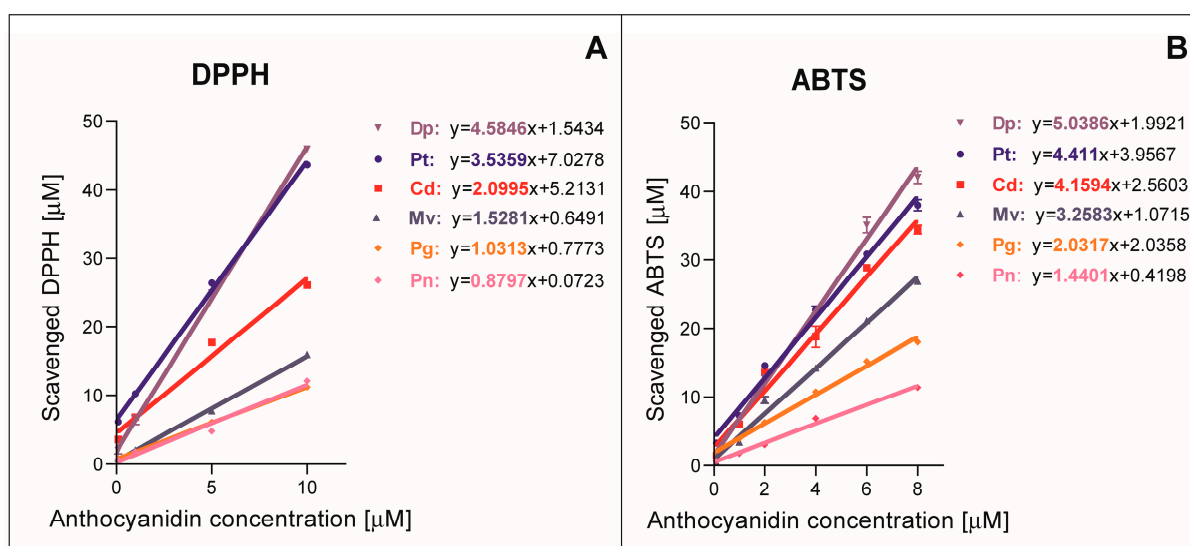 A
DPPH
Scavenged DPPH [µM]
50
40
30
20
10
0
0 5 10
Anthocyanidin concentration [µM]
Dp: y=4.5846x+1.5434
Pt: y=3.5359x+7.0278
Cd: y=2.0995x+5.2131
Mv: y=1.5281x+0.6491
Pg: y=1.0313x+0.7773
Pn: y=0.8797x+0.0723
B
ABTS
Scavenged ABTS [µM]
50
40
30
20
10
0
0 2 4 6 8
Anthocyanidin concentration [µM]
Dp: y=5.0386x+1.9921
Pt: y=4.411x+3.9567
Cd: y=4.1594x+2.5603
Mv: y=3.2583x+1.0715
Pg: y=2.0317x+2.0358
Pn: y=1.4401x+0.4198